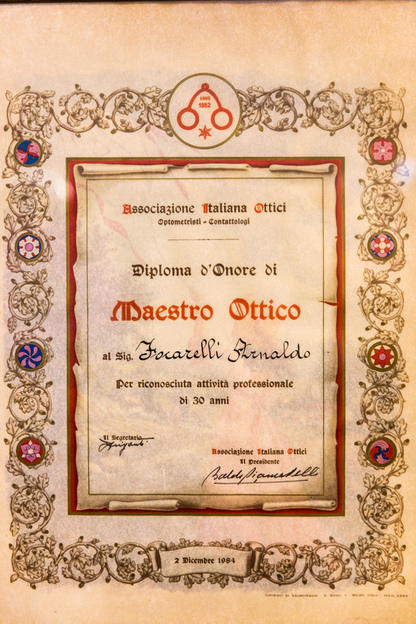 1952
Associazione Italiana Ottici
Optometristi - Contattologi
Diploma d'Onore di
Maestro Ottico
al Sig. Focarelli Arnaldo
Per riconosciuta attività professionale
di 30 anni
Il Segretario
Associazione Italiana Ottici
Il Presidente
2 Dicembre 1984